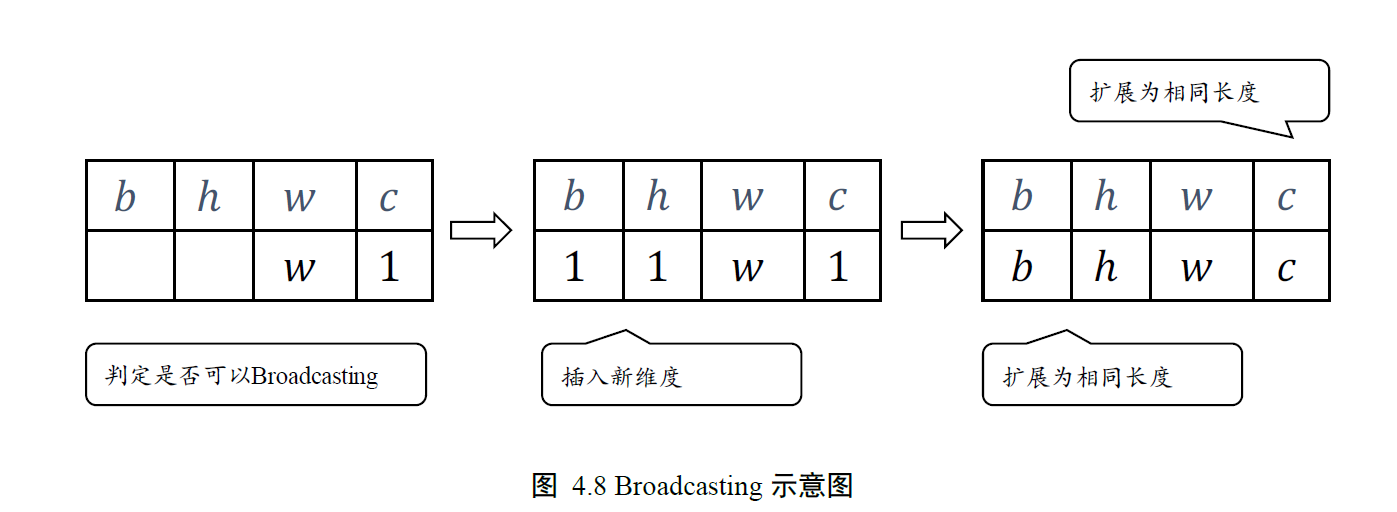 扩展为相同长度
b h w c b h w c b h w c
w 1 1 1 w 1 b h w c
判定是否可以Broadcasting 插入新维度 扩展为相同长度
图 4.8 Broadcasting 示意图